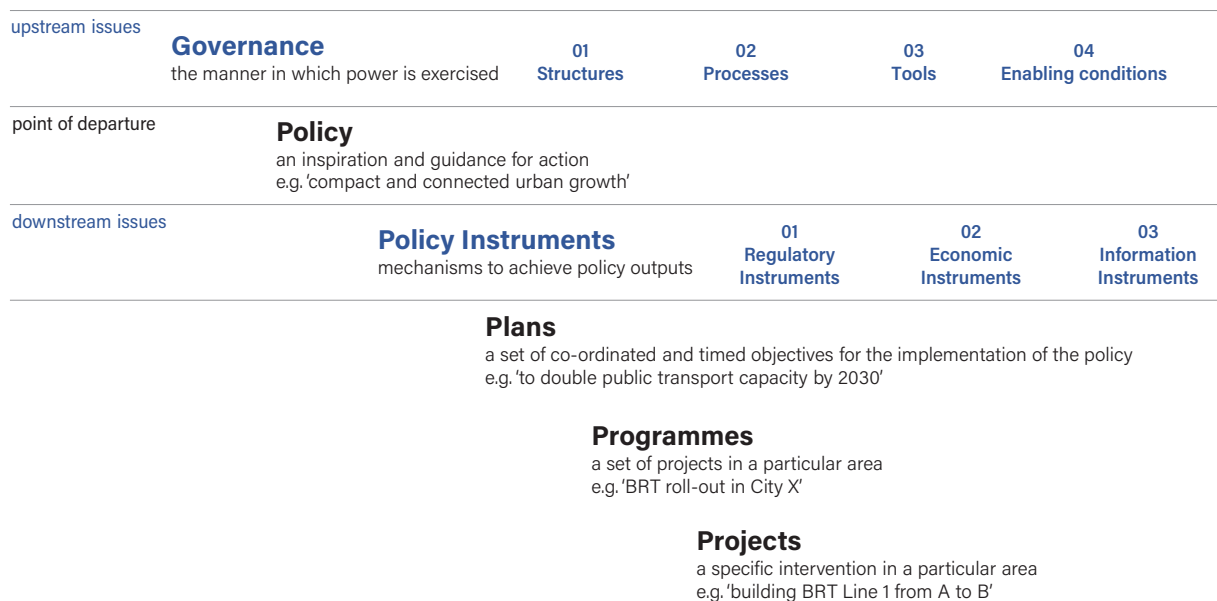 upstream issues
Governance
the manner in which power is exercised
01
Structures
02
Processes
03
Tools
04
Enabling conditions
point of departure
Policy
an inspiration and guidance for action
e.g. ‘compact and connected urban growth’
downstream issues
Policy Instruments
mechanisms to achieve policy outputs
01
Regulatory
Instruments
02
Economic
Instruments
03
Information
Instruments
Plans
a set of co-ordinated and timed objectives for the implementation of the policy
e.g. ‘to double public transport capacity by 2030’
Programmes
a set of projects in a particular area
e.g. ‘BRT roll-out in City X’
Projects
a specific intervention in a particular area
e.g. ‘building BRT Line 1 from A to B’